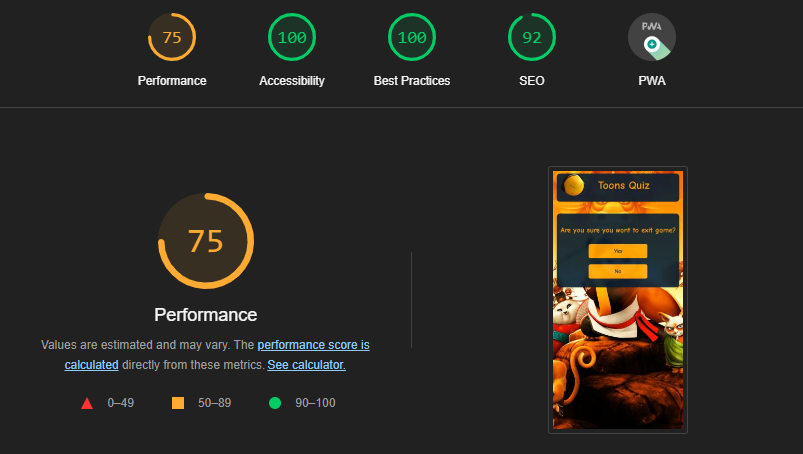 75
100
100
92
PWA
Performance
Accessibility
Best Practices
SEO
PWA
75
Performance
Values are estimated and may vary. The performance score is
calculated directly from these metrics. See calculator.
0–49
50–89
90–100
Toons Quiz
Are you sure you want to exit game?
Yes
No